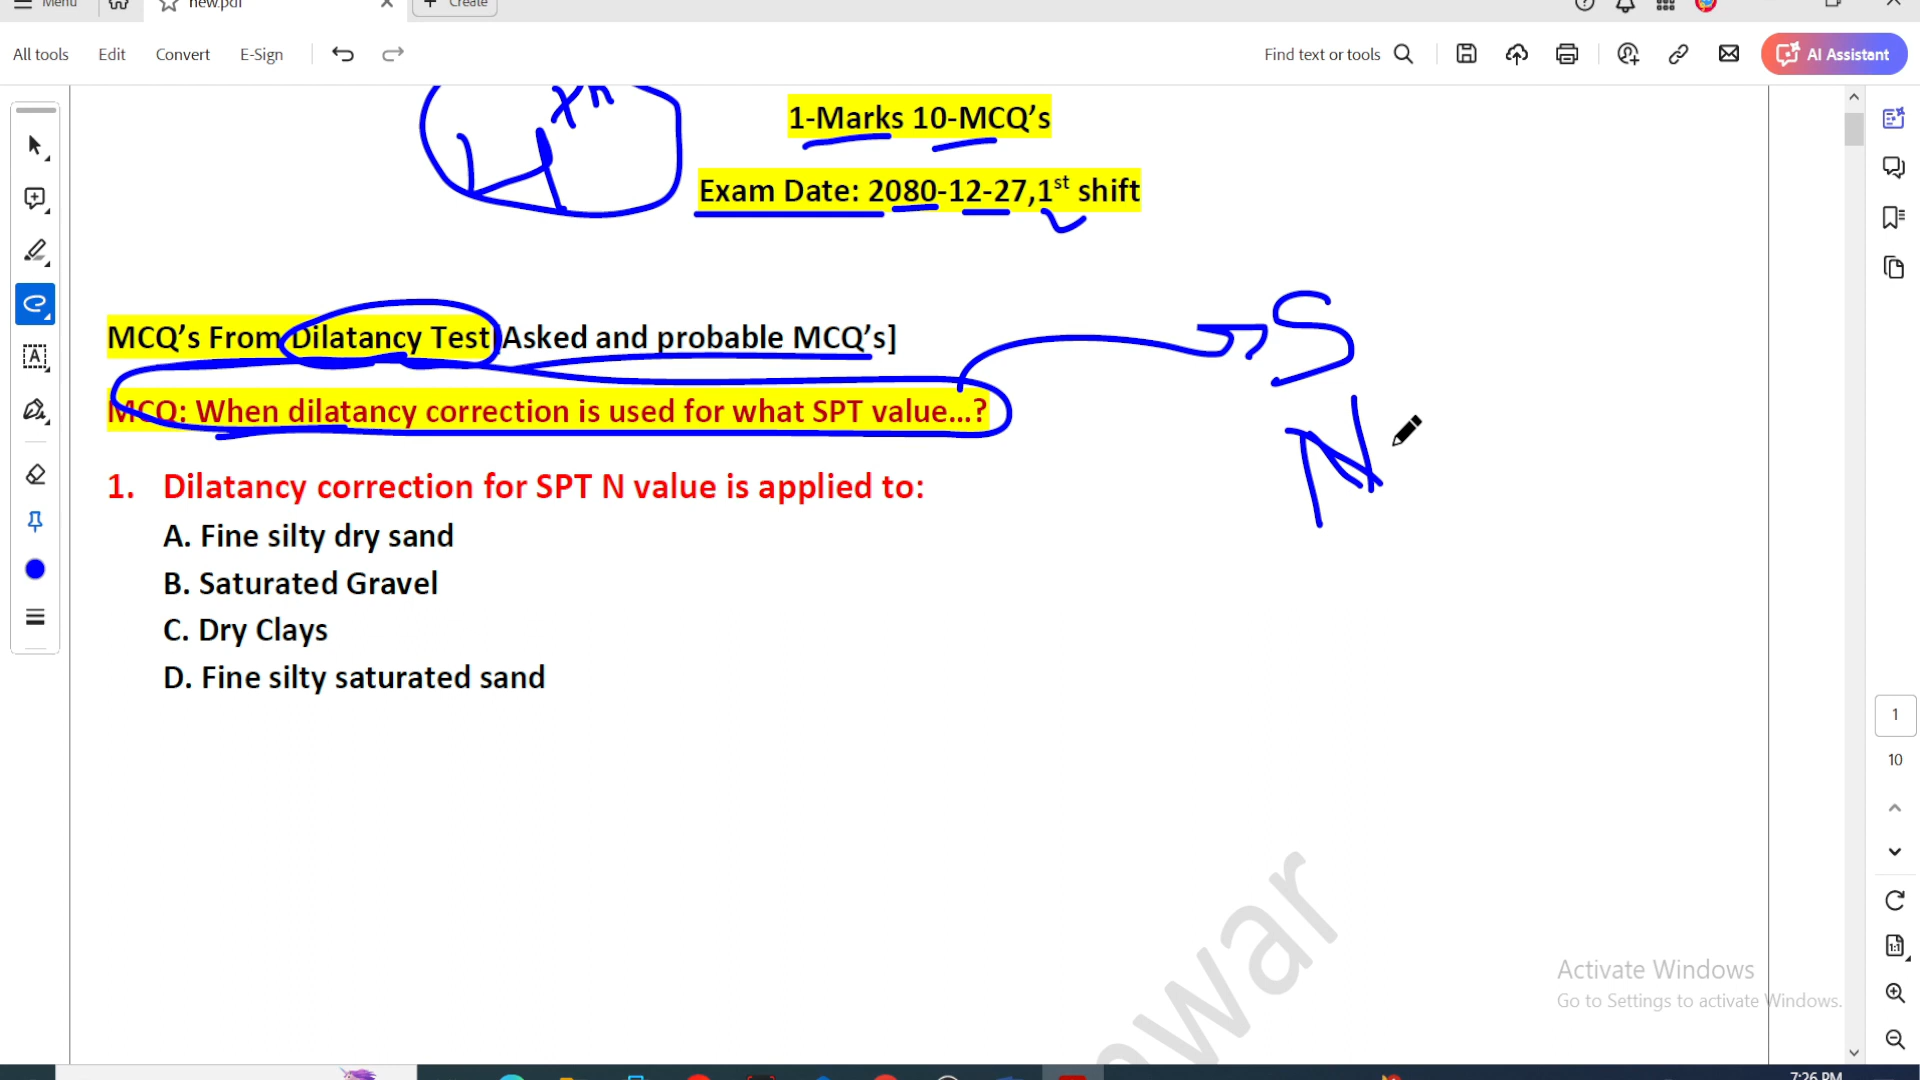 Menu new.pdf Create
All tools Edit Convert E-Sign Find text or tools AI Assistant
1-Marks 10-MCQ’s
Exam Date: 2080-12-27,1st shift
MCQ’s From Dilatancy Test[Asked and probable MCQ’s]
MCQ: When dilatancy correction is used for what SPT value...?
S
N
1. Dilatancy correction for SPT N value is applied to:
A. Fine silty dry sand
B. Saturated Gravel
C. Dry Clays
D. Fine silty saturated sand
1
10
Activate Windows
Go to Settings to activate Windows.
7:26 PM